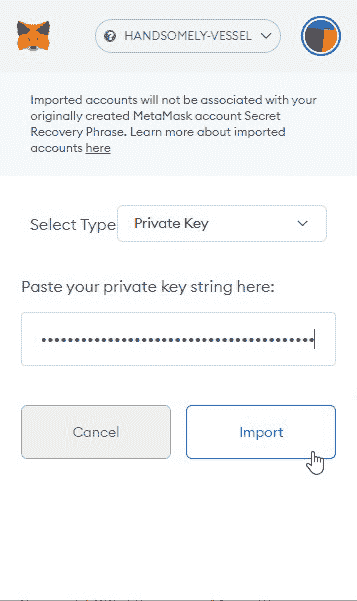 HANDSOMELY-VESSEL
Imported accounts will not be associated with your
originally created MetaMask account Secret
Recovery Phrase. Learn more about imported
accounts here
Select Type
Private Key
Paste your private key string here:
Cancel
Import